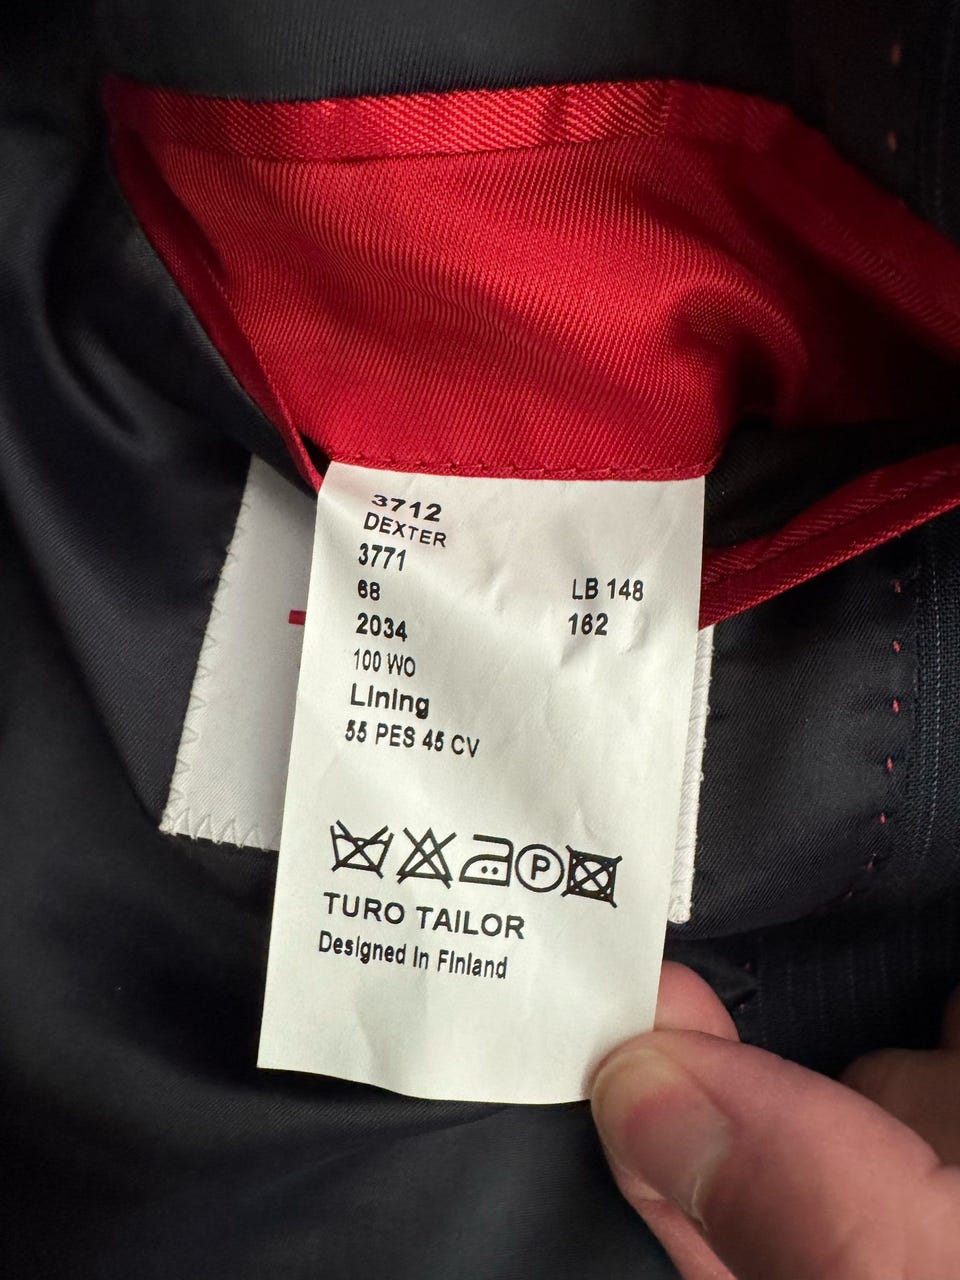 3712
DEXTER
3771
68 LB 148
2034 162
100 WO
Lining
55 PES 45 CV
P
TURO TAILOR
Designed in Finland